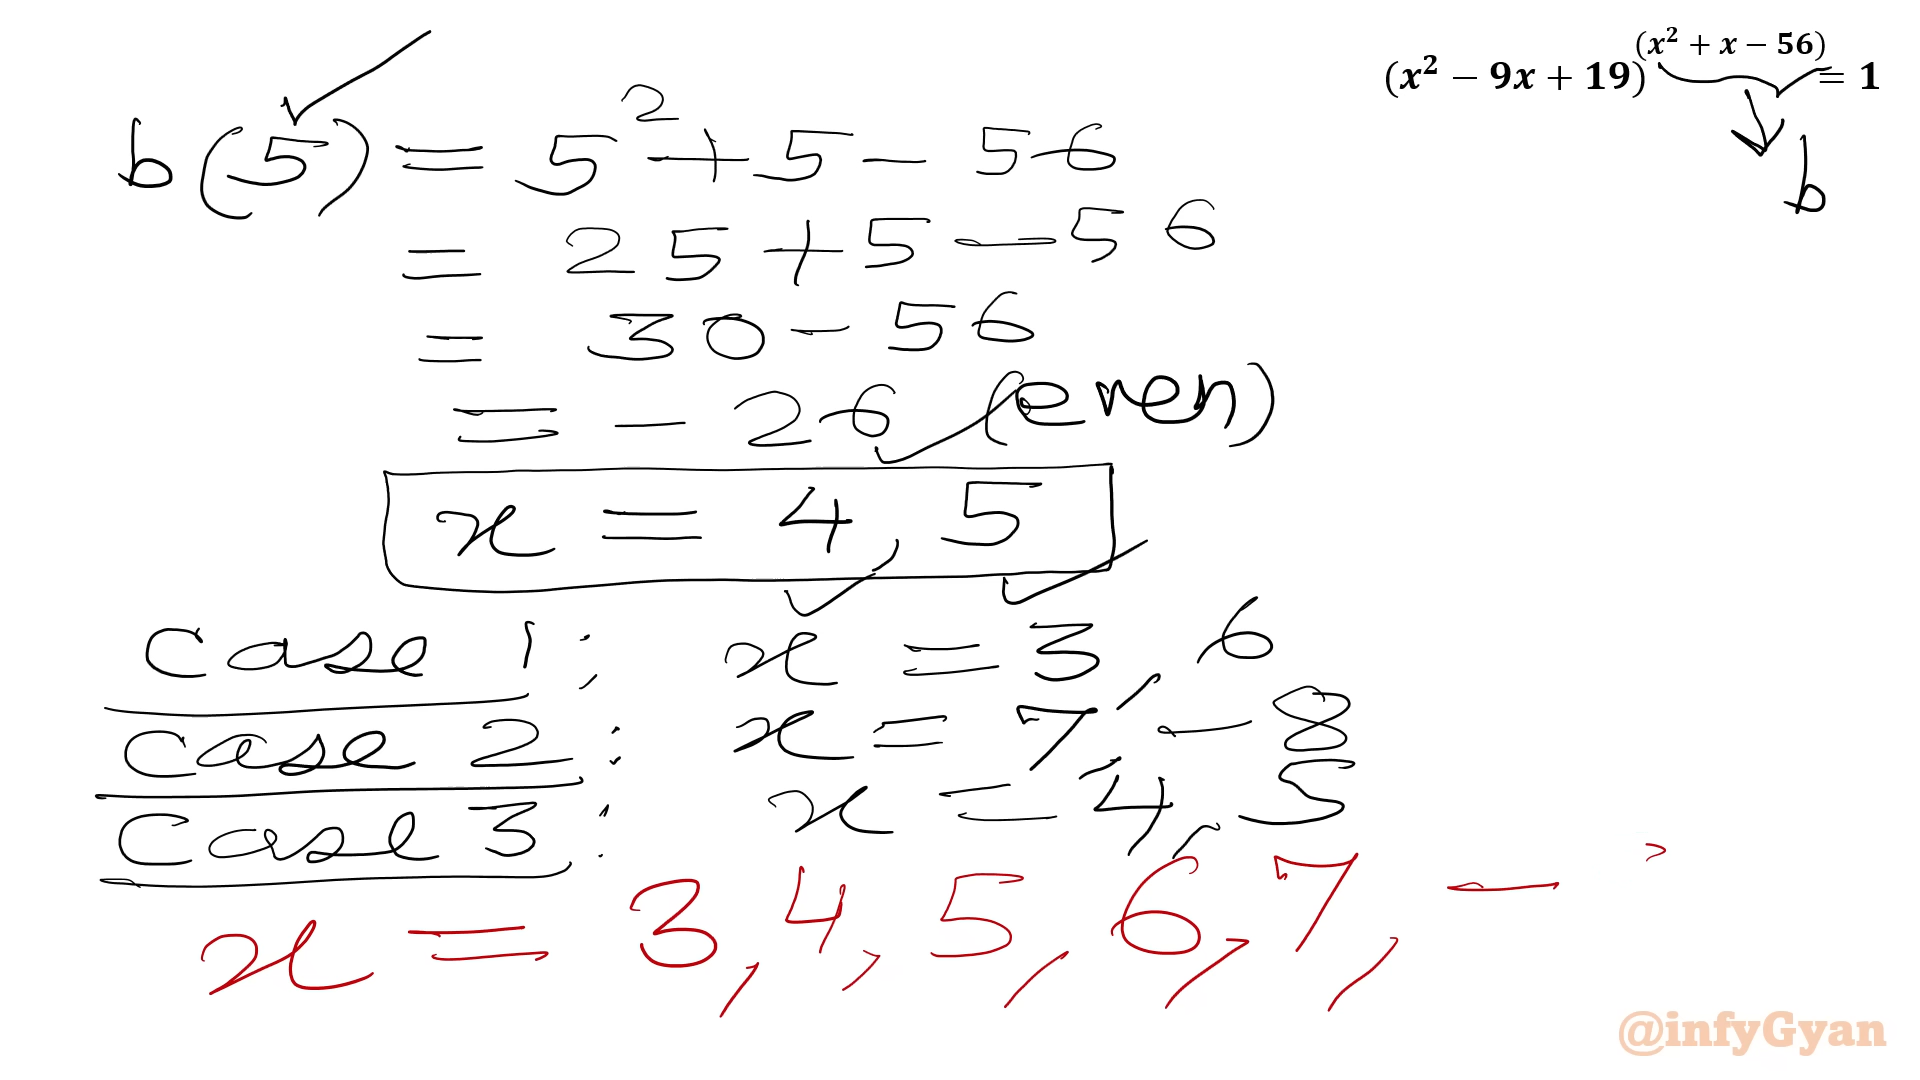 (x² − 9x + 19)^(x² + x − 56) = 1
b
b(5) = 5² + 5 − 56
= 25 + 5 − 56
= 30 − 56
= − 26 (even)
x = 4, 5
case 1: x = 3, 6
case 2: x = 7, −8
case 3: x = 4, 5
x = 3, 4, 5, 6, 7, −
@infyGyan